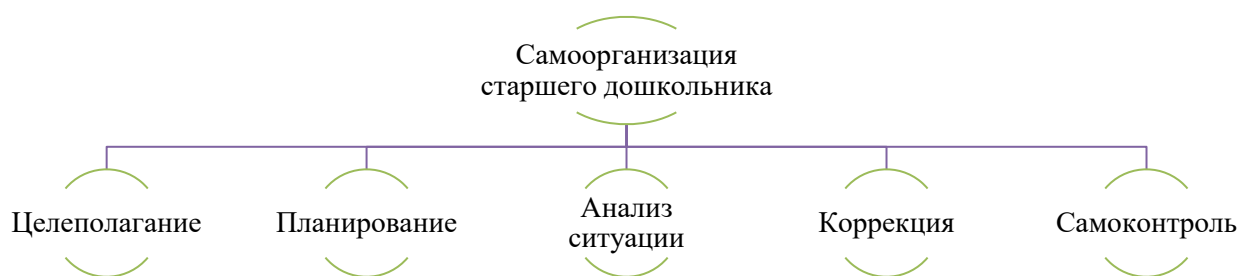 Самоорганизация
старшего дошкольника
Целеполагание
Планирование
Анализ
ситуации
Коррекция
Самоконтроль